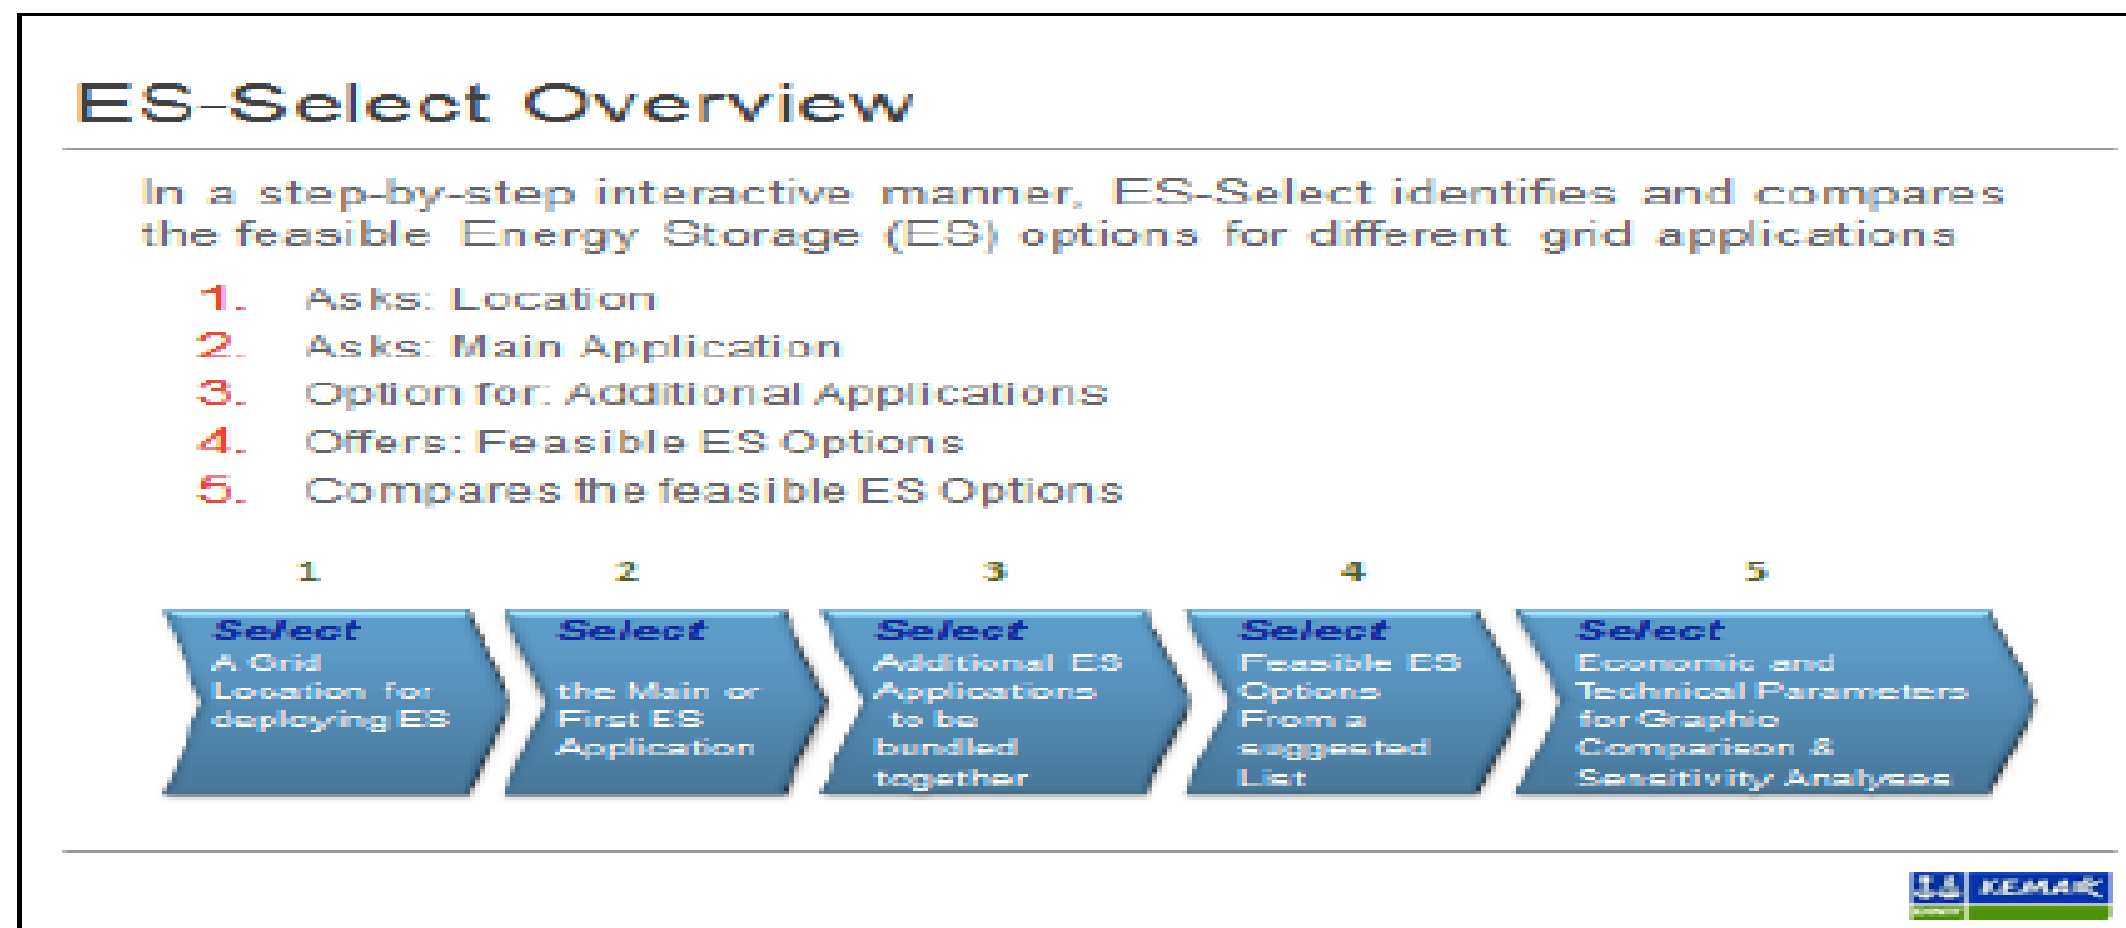 ES-Select Overview
In a step-by-step interactive manner, ES-Select identifies and compares
the feasible Energy Storage (ES) options for different grid applications
1. Asks: Location
2. Asks: Main Application
3. Option for: Additional Applications
4. Offers: Feasible ES Options
5. Compares the feasible ES Options
1
Select
A Grid
Location for
deploying ES
2
Select
the Main or
First ES
Application
3
Select
Additional ES
Applications
to be
bundled
together
4
Select
Feasible ES
Options
From a
suggested
List
5
Select
Economic and
Technical Parameters
for Graphic
Comparison &
Sensitivity Analyses